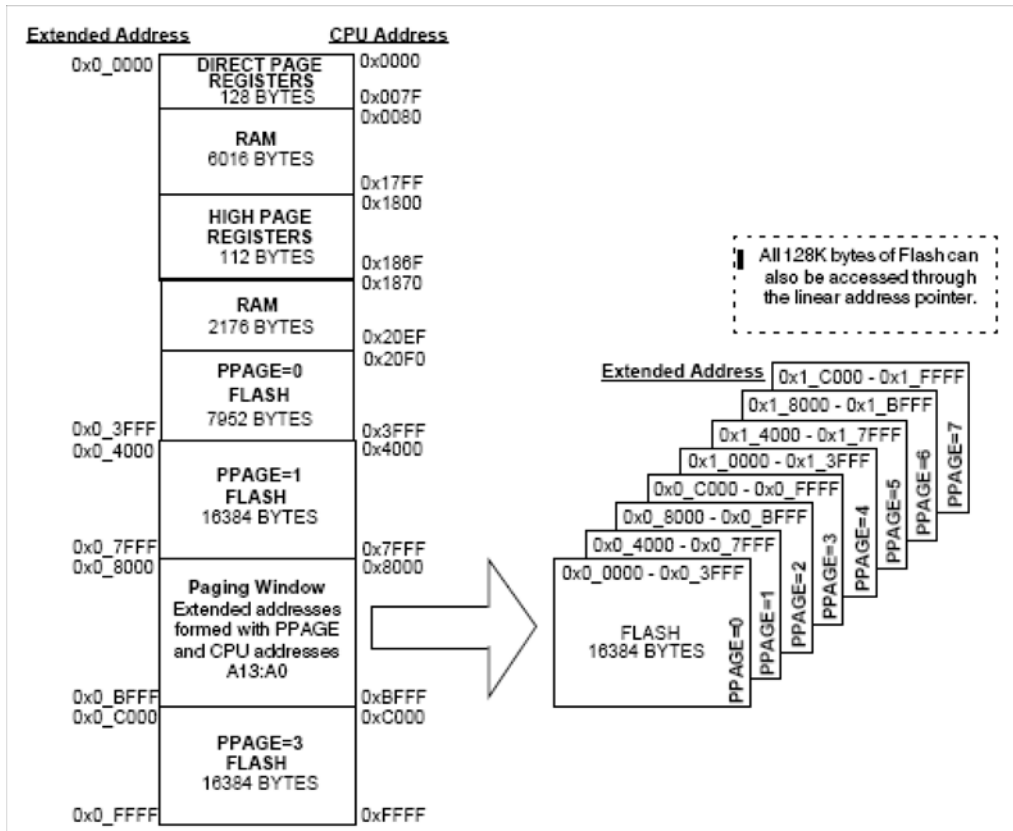 Extended Address
CPU Address
0x0_0000
DIRECT PAGE
REGISTERS
128 BYTES
0x0000
0x007F
0x0080
RAM
6016 BYTES
0x17FF
0x1800
HIGH PAGE
REGISTERS
112 BYTES
0x186F
0x1870
RAM
2176 BYTES
0x20EF
0x20F0
PPAGE=0
FLASH
7952 BYTES
0x0_3FFF
0x3FFF
0x0_4000
0x4000
PPAGE=1
FLASH
16384 BYTES
0x0_7FFF
0x7FFF
0x0_8000
0x8000
Paging Window
Extended addresses
formed with PPAGE
and CPU addresses
A13:A0
0x0_BFFF
0xBFFF
0x0_C000
0xC000
PPAGE=3
FLASH
16384 BYTES
0x0_FFFF
0xFFFF
All 128K bytes of Flash can
also be accessed through
the linear address pointer.
Extended Address
0x1_C000 - 0x1_FFFF
PPAGE=7
0x1_8000 - 0x1_BFFF
PPAGE=6
0x1_4000 - 0x1_7FFF
PPAGE=5
0x1_0000 - 0x1_3FFF
PPAGE=4
0x0_C000 - 0x0_FFFF
PPAGE=3
0x0_8000 - 0x0_BFFF
PPAGE=2
0x0_4000 - 0x0_7FFF
PPAGE=1
0x0_0000 - 0x0_3FFF
FLASH
16384 BYTES
PPAGE=0